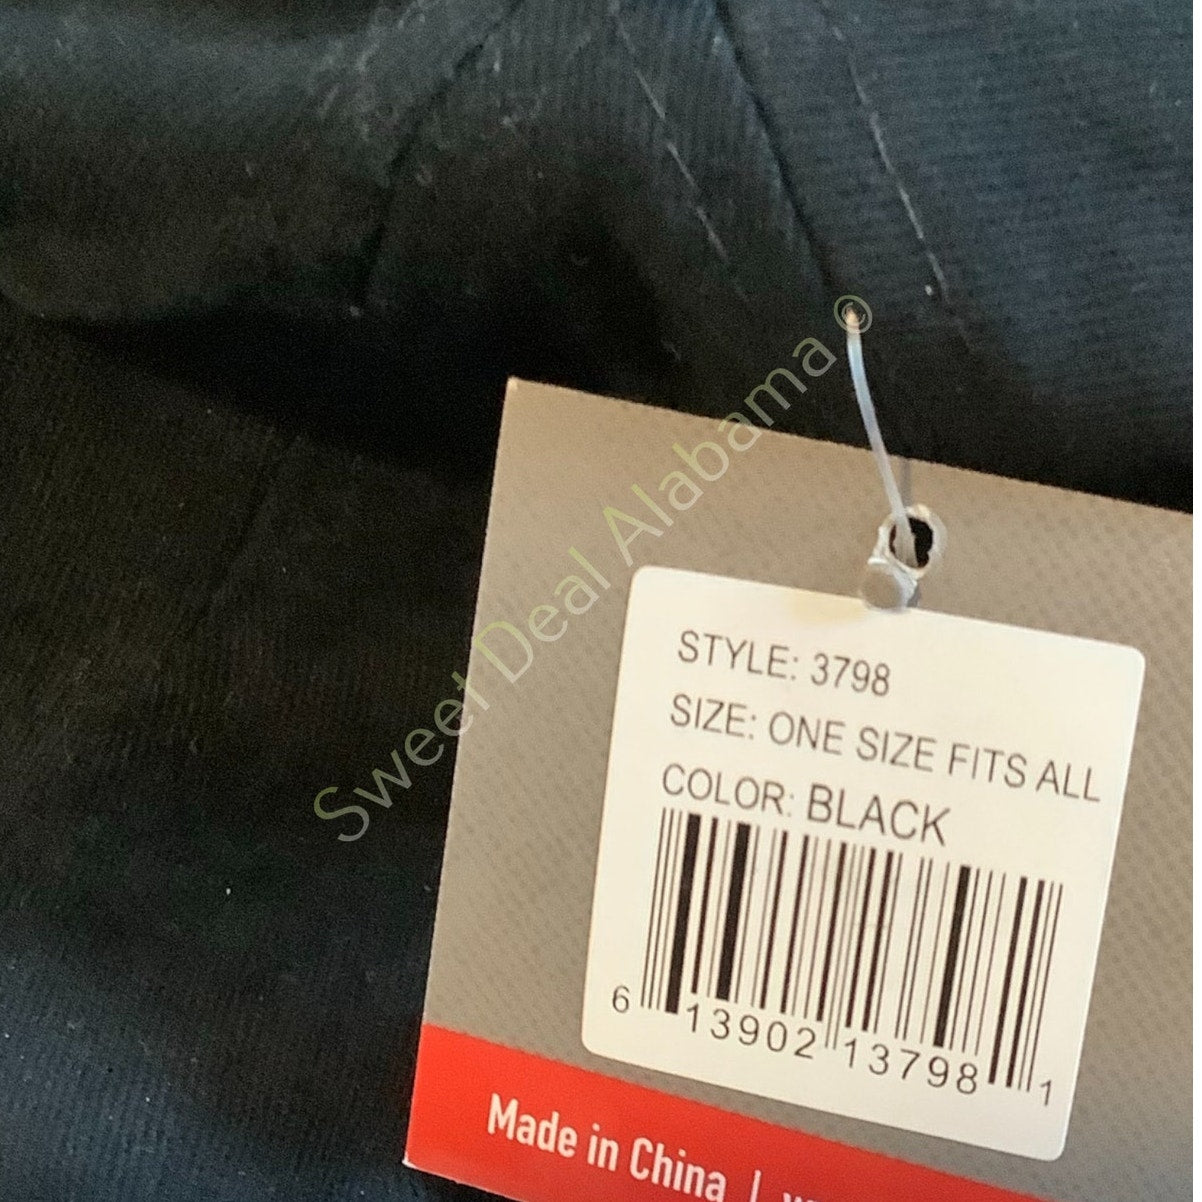 Sweet Deal Alabama ©
STYLE: 3798
SIZE: ONE SIZE FITS ALL
COLOR: BLACK
6 13902 13798 1
Made in China |